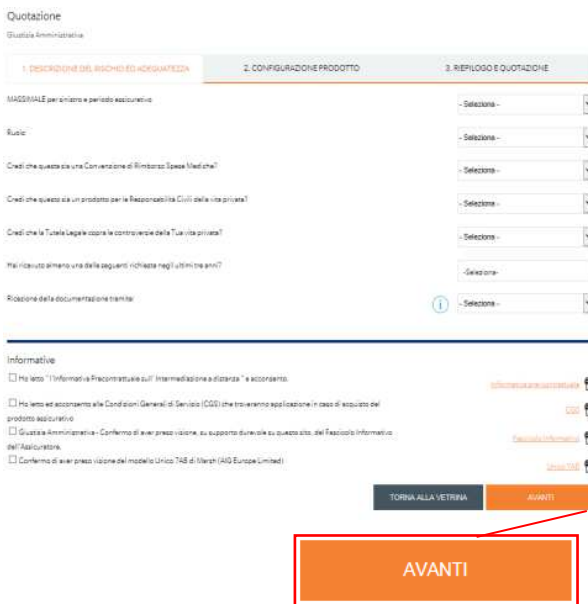 Quotazione
Giustizia Amministrativa
1. DESCRIZIONE DEL RISCHIO ED ADEGUATEZZA 2. CONFIGURAZIONE PRODOTTO 3. RIEPILOGO E QUOTAZIONE
MASSIMALE per sinistro e periodo assicurativo - Seleziona -
Ruolo - Seleziona -
Credi che questa sia una Convenzione di Rimborso Spese Mediche? - Seleziona -
Credi che questo sia un prodotto per la Responsabilità Civili della vita privata? - Seleziona -
Credi che la Tutela Legale copra le controversie della Tua vita privata? - Seleziona -
Hai ricevuto almeno una delle seguenti richieste negli ultimi tre anni? -Seleziona-
Ricezione della documentazione tramite: i - Seleziona -
Informative
Ho letto "l'Informativa Precontrattuale sull' Intermediazione a distanza " e acconsento. Informativa precontrattuale
Ho letto ed acconsento alle Condizioni Generali di Servizio (CGS) che troveranno applicazione in caso di acquisto del CGS
prodotto assicurativo
Giustizia Amministrativa - Confermo di aver preso visione, su supporto durevole su questo sito, del Fascicolo Informativo Fascicolo Informativo
dell'Assicuratore.
Confermo di aver preso visione del modello Unico 7AB di Marsh (AIG Europe Limited) Unico 7AB
TORNA ALLA VETRINA AVANTI
AVANTI